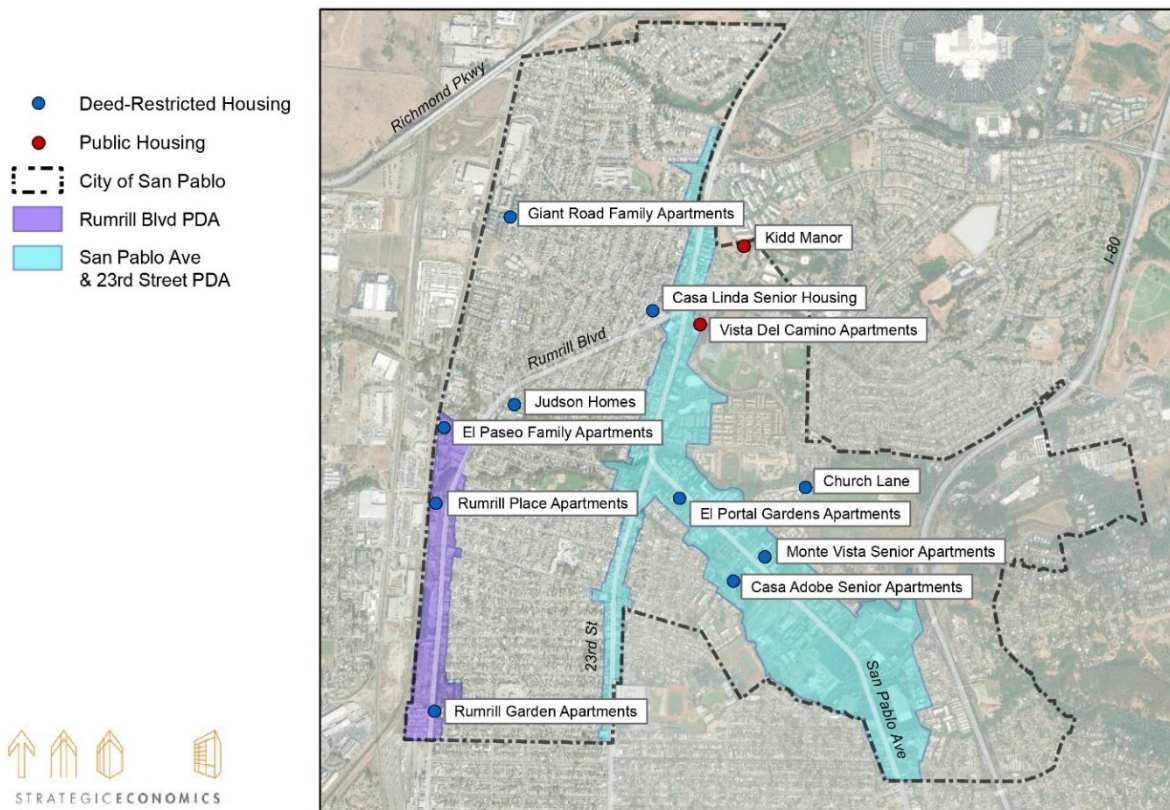 Deed-Restricted Housing
Public Housing
City of San Pablo
Rumrill Blvd PDA
San Pablo Ave
& 23rd Street PDA
Richmond Pkwy
Giant Road Family Apartments
Kidd Manor
I-80
Casa Linda Senior Housing
Vista Del Camino Apartments
Rumrill Blvd
Judson Homes
El Paseo Family Apartments
Church Lane
Rumrill Place Apartments
El Portal Gardens Apartments
Monte Vista Senior Apartments
Casa Adobe Senior Apartments
23rd St
San Pablo Ave
Rumrill Garden Apartments
STRATEGICECONOMICS